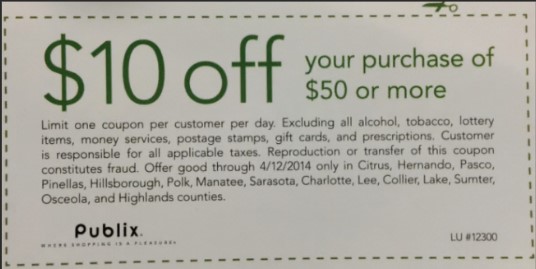 $10 off your purchase of
$50 or more
Limit one coupon per customer per day. Excluding all alcohol, tobacco, lottery
items, money services, postage stamps, gift cards, and prescriptions. Customer
is responsible for all applicable taxes. Reproduction or transfer of this coupon
constitutes fraud. Offer good through 4/12/2014 only in Citrus, Hernando, Pasco,
Pinellas, Hillsborough, Polk, Manatee, Sarasota, Charlotte, Lee, Collier, Lake, Sumter,
Osceola, and Highlands counties.
Publix.
WHERE SHOPPING IS A PLEASURE®
LU #12300